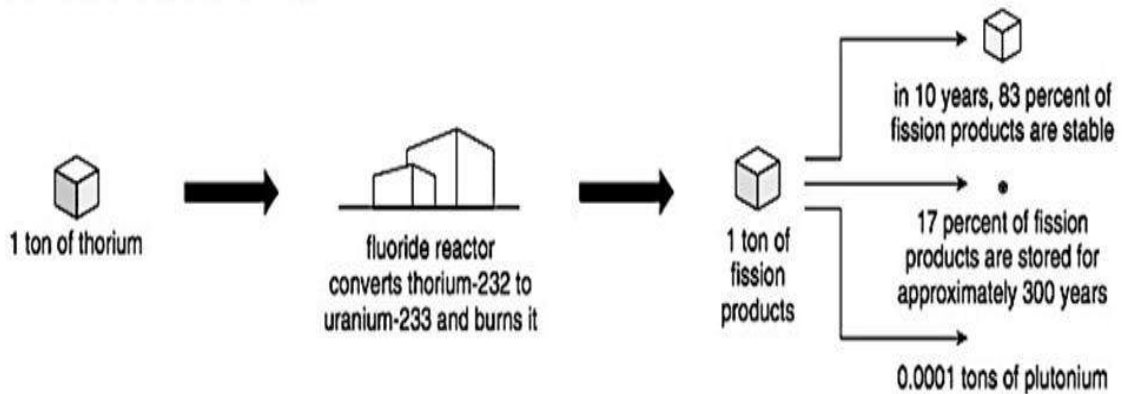 1 ton of thorium
fluoride reactor
converts thorium-232 to
uranium-233 and burns it
1 ton of
fission
products
in 10 years, 83 percent of
fission products are stable
17 percent of fission
products are stored for
approximately 300 years
0.0001 tons of plutonium